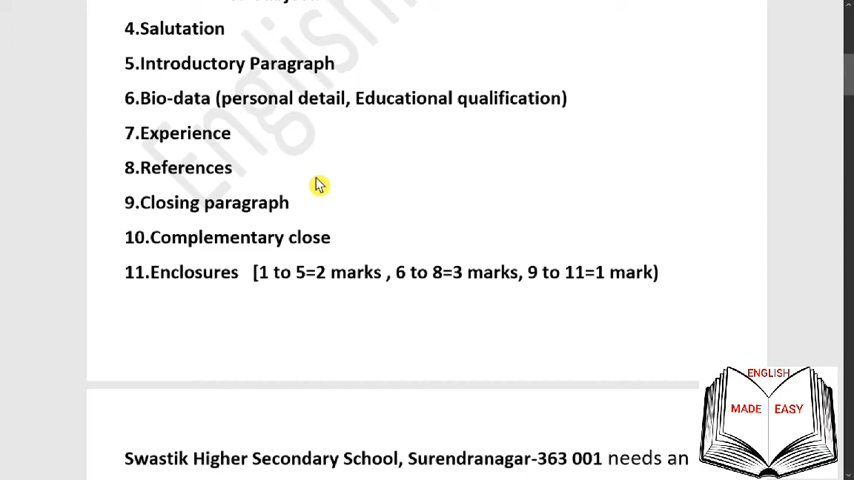 4.Salutation
5.Introductory Paragraph
6.Bio-data (personal detail, Educational qualification)
7.Experience
8.References
9.Closing paragraph
10.Complementary close
11.Enclosures [1 to 5=2 marks , 6 to 8=3 marks, 9 to 11=1 mark)
English
ENGLISH
MADE EASY
Swastik Higher Secondary School, Surendranagar-363 001 needs an